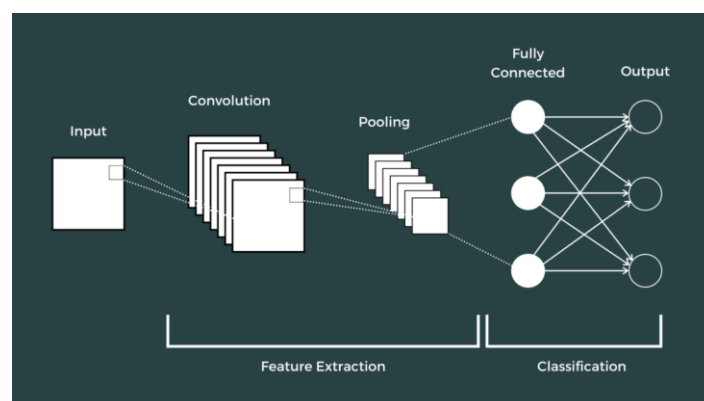 Input
Convolution
Pooling
Fully
Connected
Output
Feature Extraction
Classification